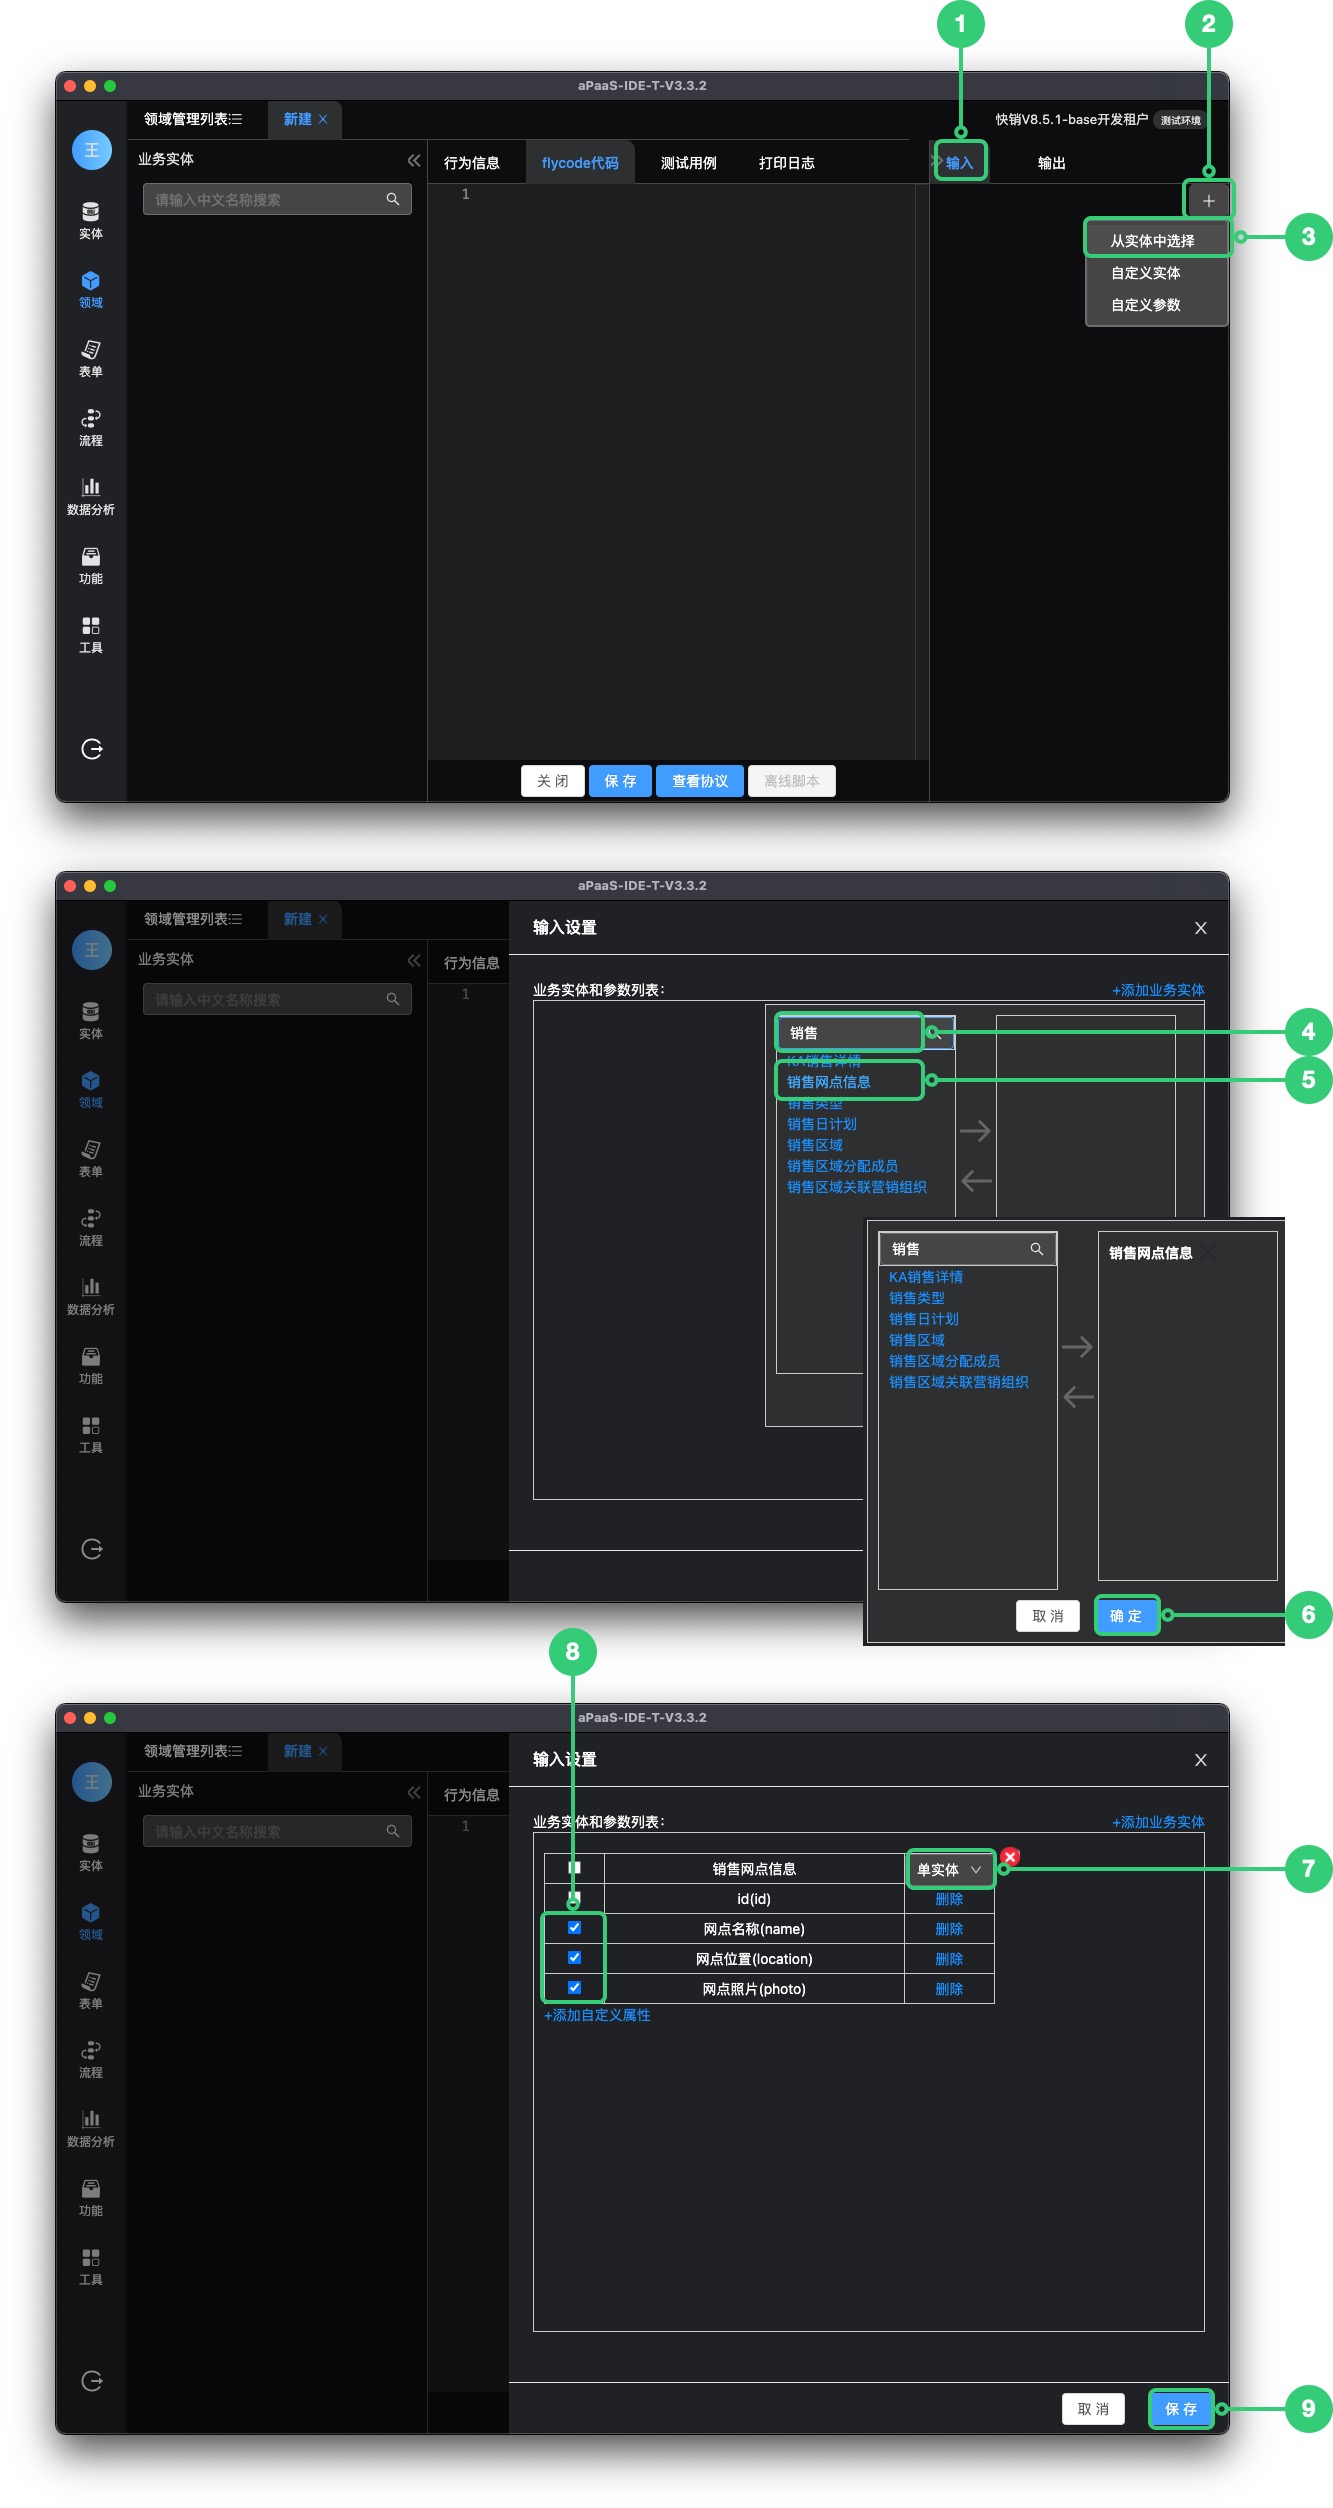 1
2
aPaaS-IDE-T-V3.3.2
领域管理列表
新建 X
快销V8.5.1-base开发租户 测试环境
王
业务实体
请输入中文名称搜索
行为信息
flycode代码
测试用例
打印日志
输入
输出
1
+
3
从实体中选择
自定义实体
自定义参数
实体
领域
表单
流程
数据分析
功能
工具
关 闭
保 存
查看协议
离线脚本
aPaaS-IDE-T-V3.3.2
领域管理列表
新建 X
王
业务实体
请输入中文名称搜索
行为信息
1
实体
领域
表单
流程
数据分析
功能
工具
输入设置
X
业务实体和参数列表：
+添加业务实体
销售
4
KA销售详情
销售网点信息
5
销售类型
销售日计划
销售区域
销售区域分配成员
销售区域关联营销组织
销售
销售网点信息
KA销售详情
销售类型
销售日计划
销售区域
销售区域分配成员
销售区域关联营销组织
取 消
确 定
6
8
aPaaS-IDE-T-V3.3.2
领域管理列表
新建 X
王
业务实体
请输入中文名称搜索
行为信息
1
实体
领域
表单
流程
数据分析
功能
工具
输入设置
X
业务实体和参数列表：
+添加业务实体
销售网点信息
单实体
7
id(id)
删除
网点名称(name)
删除
网点位置(location)
删除
网点照片(photo)
删除
+添加自定义属性
取 消
保 存
9